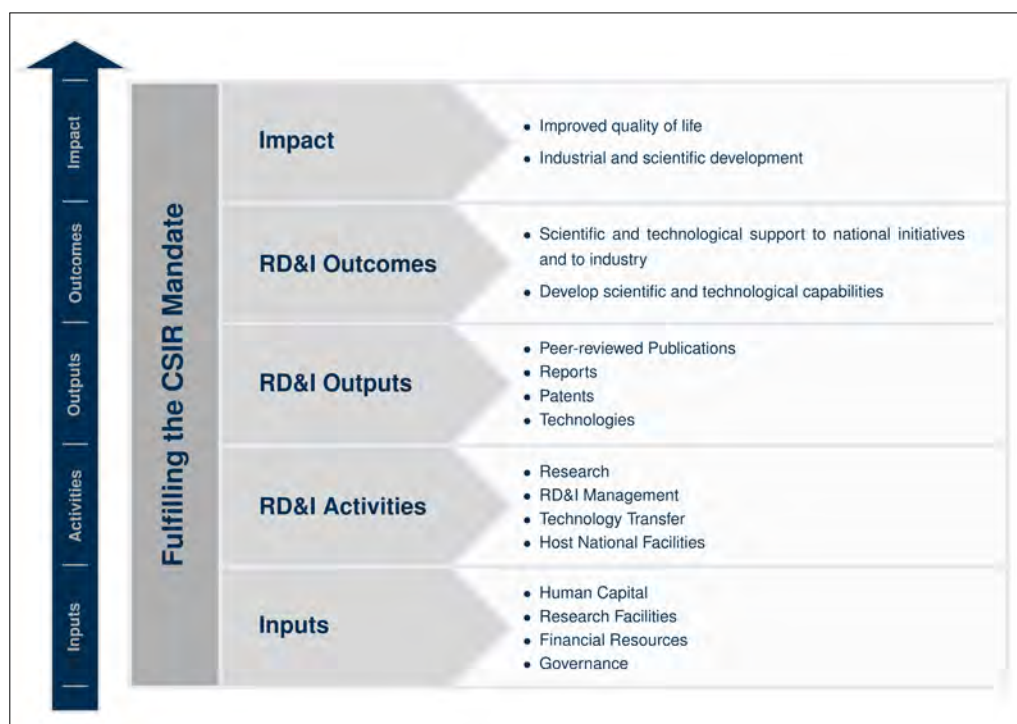 Impact
Outcomes
Outputs
Activities
Inputs
Fulfilling the CSIR Mandate
Impact
• Improved quality of life
• Industrial and scientific development
RD&I Outcomes
• Scientific and technological support to national initiatives
and to industry
• Develop scientific and technological capabilities
RD&I Outputs
• Peer-reviewed Publications
• Reports
• Patents
• Technologies
RD&I Activities
• Research
• RD&I Management
• Technology Transfer
• Host National Facilities
Inputs
• Human Capital
• Research Facilities
• Financial Resources
• Governance